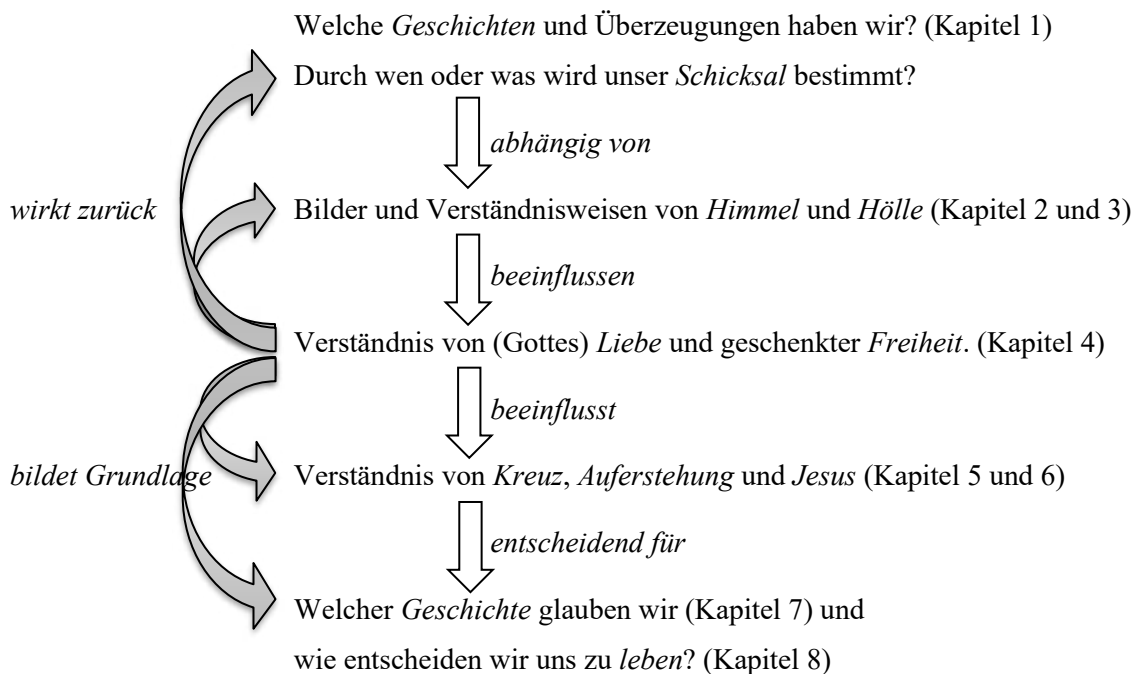 Welche Geschichten und Überzeugungen haben wir? (Kapitel 1)
Durch wen oder was wird unser Schicksal bestimmt?
abhängig von
wirkt zurück
Bilder und Verständnisweisen von Himmel und Hölle (Kapitel 2 und 3)
beeinflussen
Verständnis von (Gottes) Liebe und geschenkter Freiheit. (Kapitel 4)
beeinflusst
bildet Grundlage
Verständnis von Kreuz, Auferstehung und Jesus (Kapitel 5 und 6)
entscheidend für
Welcher Geschichte glauben wir (Kapitel 7) und
wie entscheiden wir uns zu leben? (Kapitel 8)